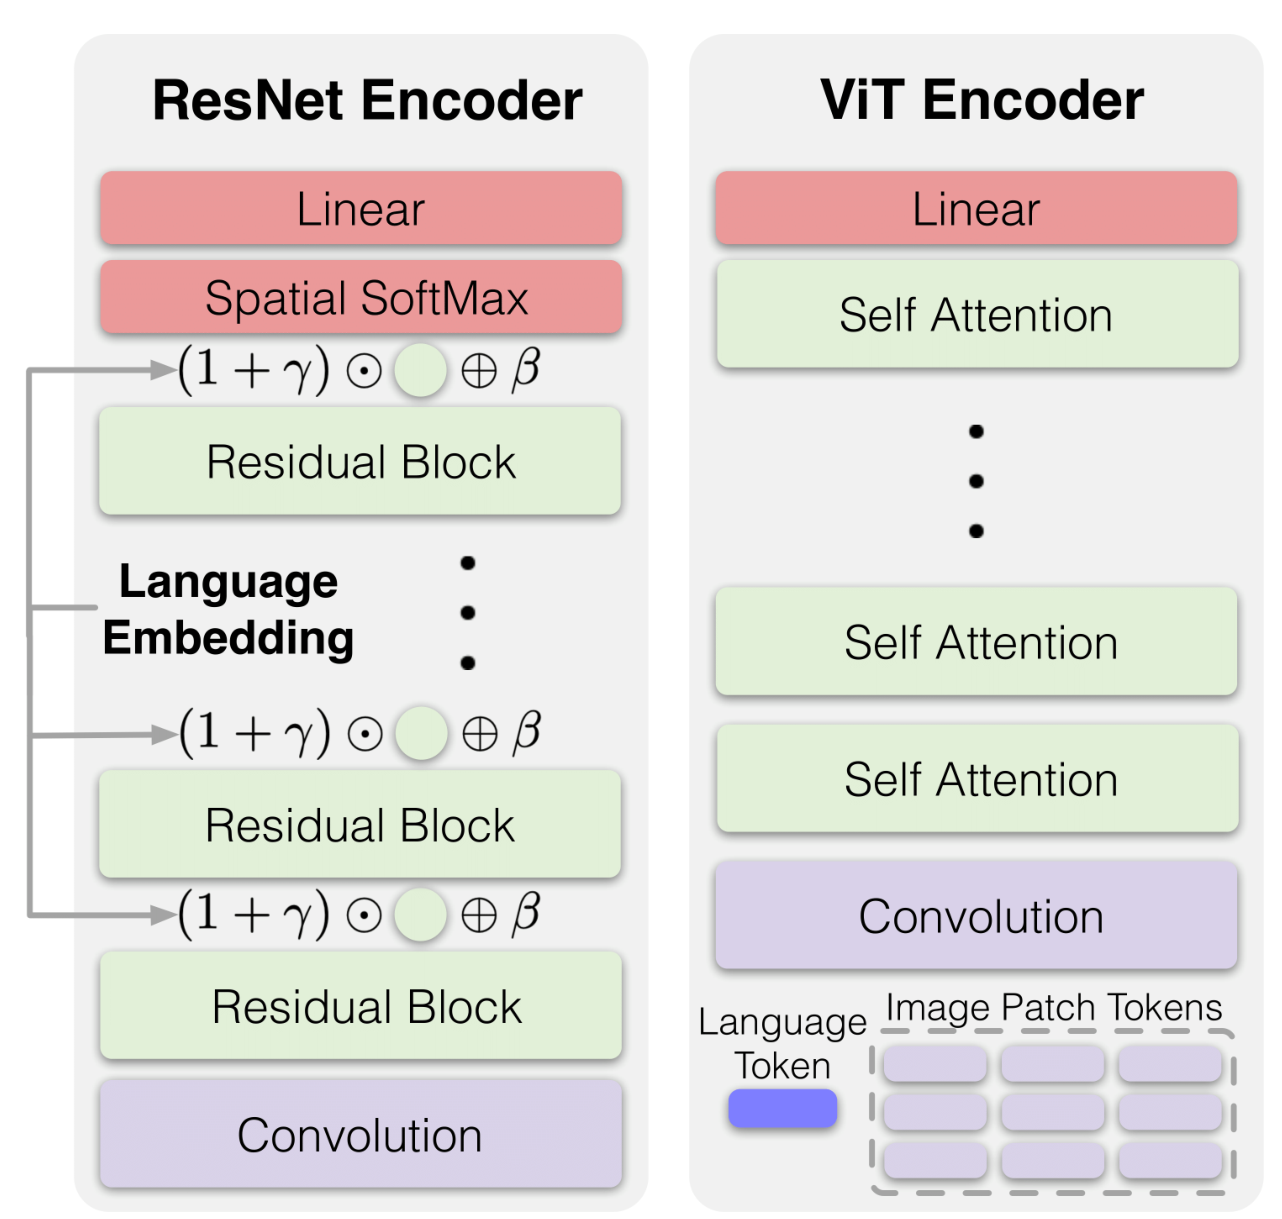 ResNet Encoder
Linear
Spatial SoftMax
(1 + γ) ⊙ ⊕ β
Residual Block
Language
Embedding
(1 + γ) ⊙ ⊕ β
Residual Block
(1 + γ) ⊙ ⊕ β
Residual Block
Convolution
ViT Encoder
Linear
Self Attention
Self Attention
Self Attention
Convolution
Language
Token
Image Patch Tokens